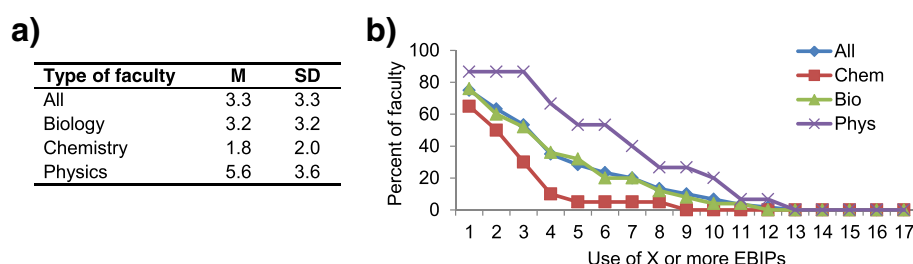 a)
Type of faculty M SD
All 3.3 3.3
Biology 3.2 3.2
Chemistry 1.8 2.0
Physics 5.6 3.6
b)
100
80
60
40
20
0
Percent of faculty
1 2 3 4 5 6 7 8 9 10 11 12 13 14 15 16 17
Use of X or more EBIPs
All
Chem
Bio
Phys